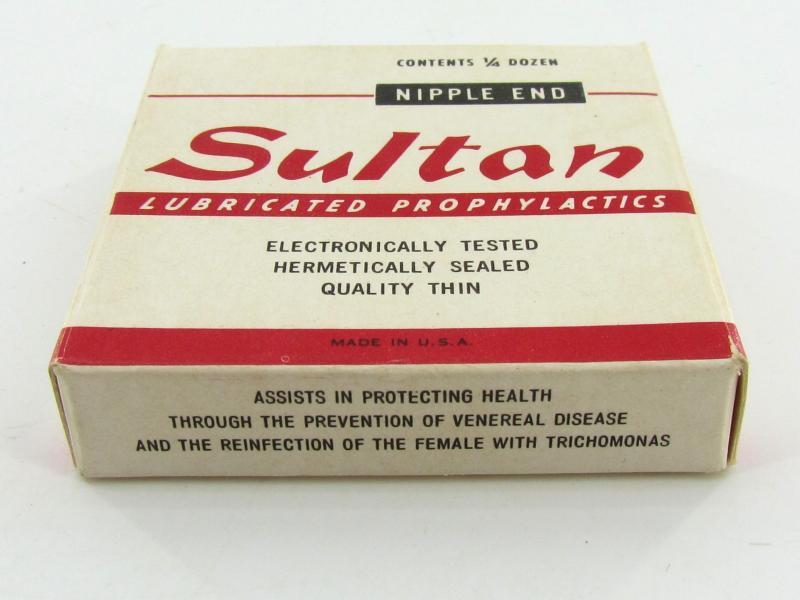 CONTENTS ¼ DOZEN
NIPPLE END
Sultan
LUBRICATED PROPHYLACTICS
ELECTRONICALLY TESTED
HERMETICALLY SEALED
QUALITY THIN
MADE IN U.S.A.
ASSISTS IN PROTECTING HEALTH
THROUGH THE PREVENTION OF VENEREAL DISEASE
AND THE REINFECTION OF THE FEMALE WITH TRICHOMONAS